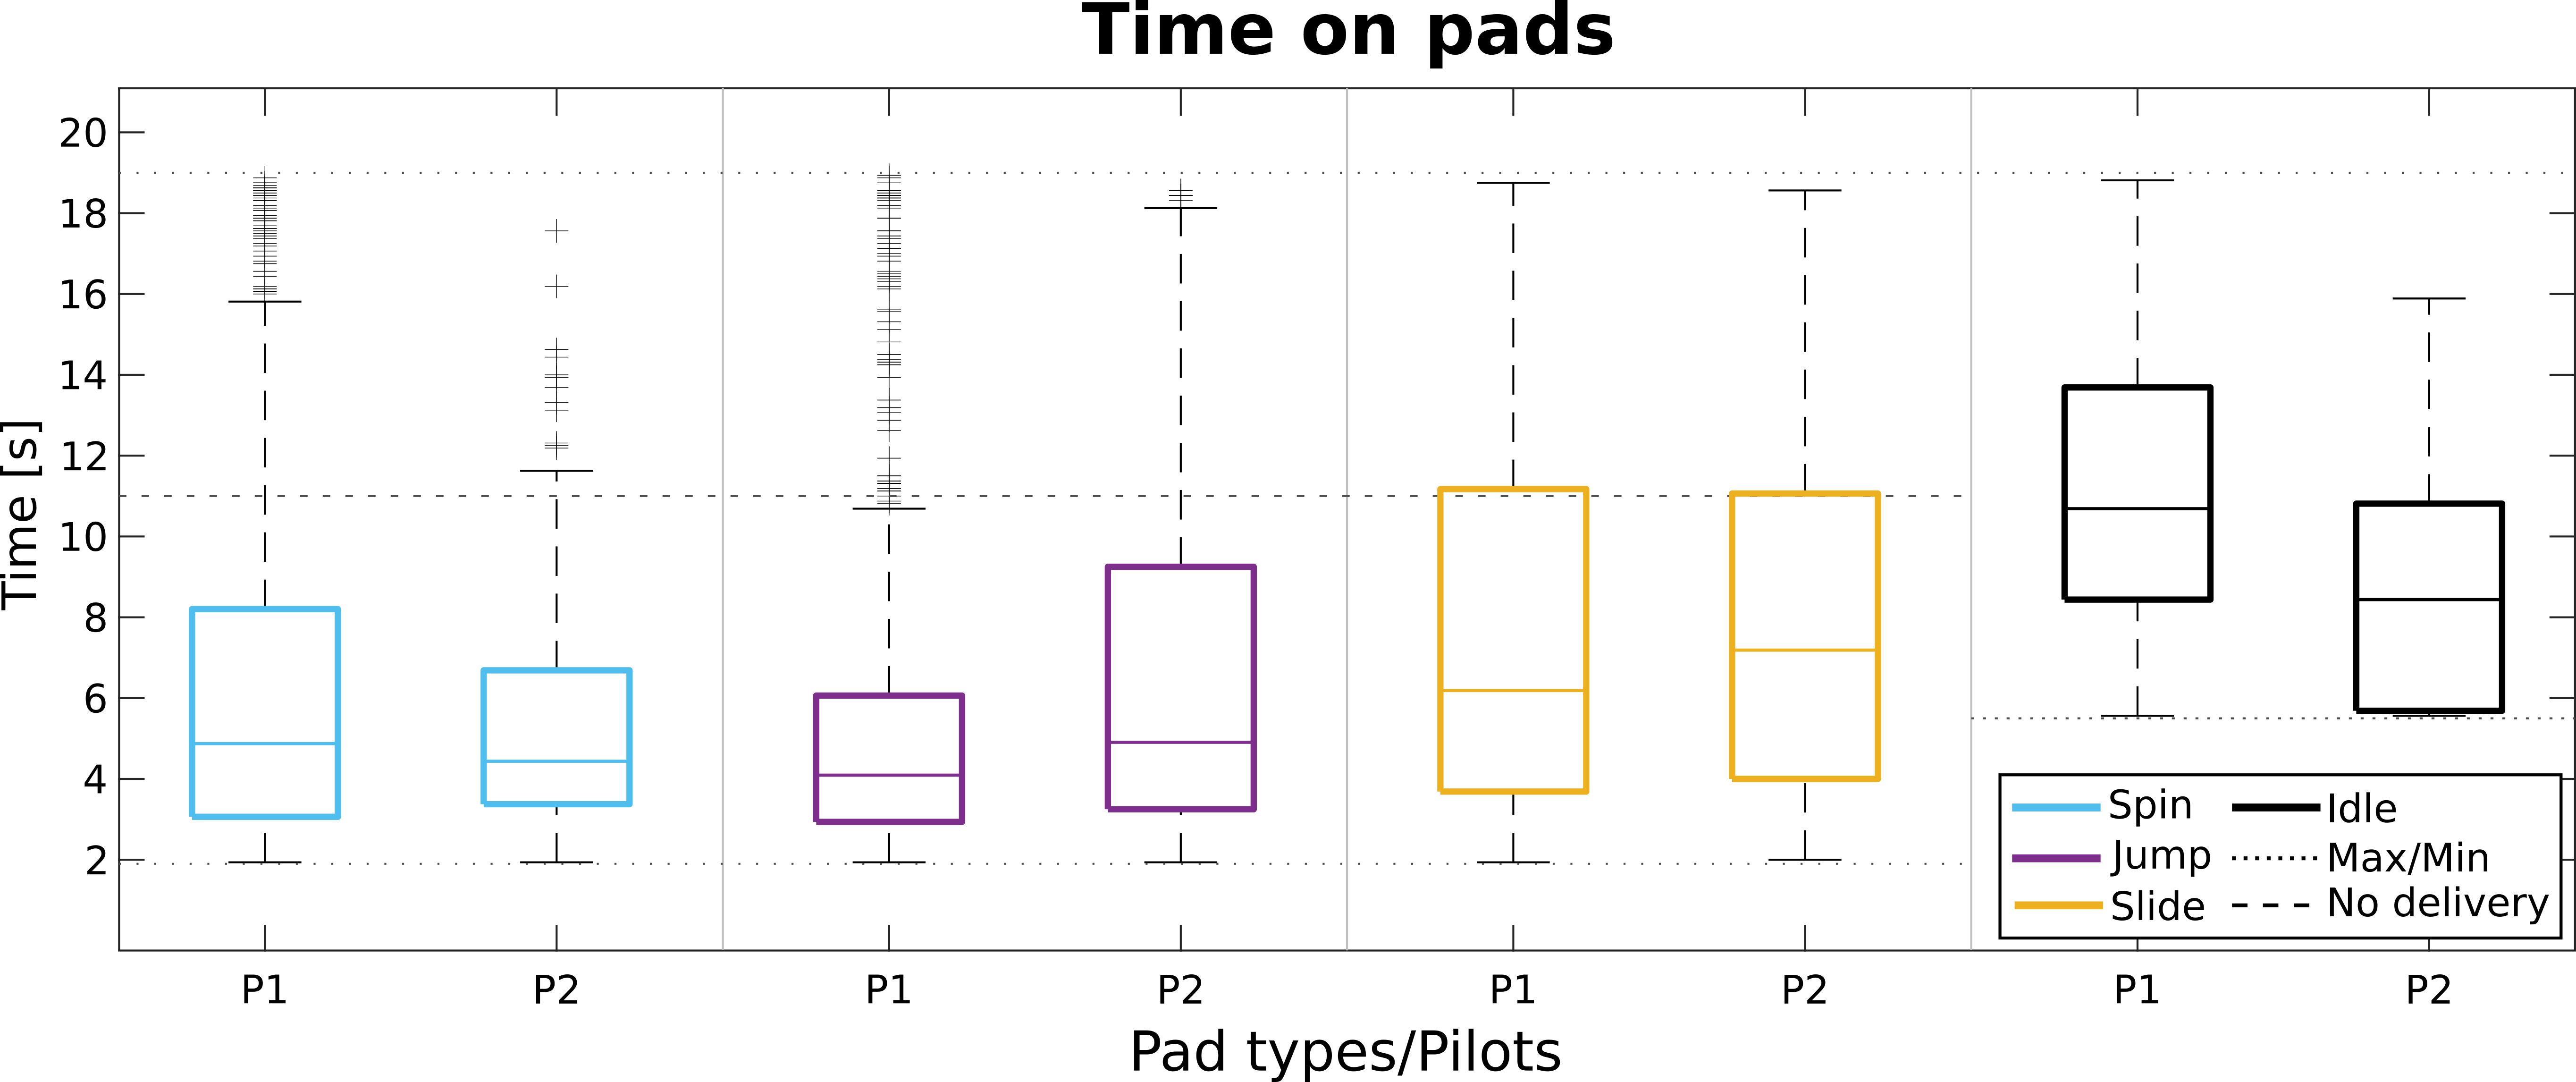 Time on pads
Time [s]
20
18
16
14
12
10
8
6
4
2
P1 P2 P1 P2 P1 P2 P1 P2
Pad types/Pilots
Spin
Jump
Slide
Idle
Max/Min
No delivery